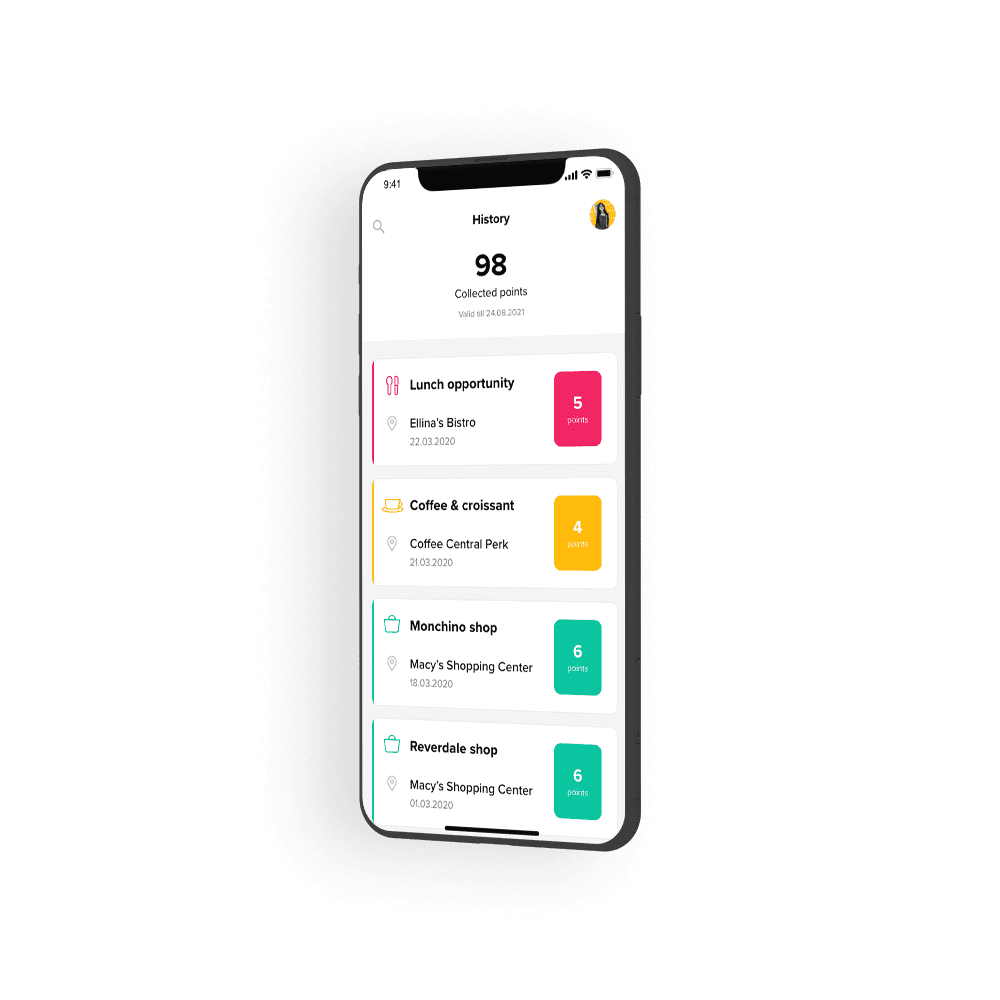 9:41
History
98
Collected points
Valid till 24.08.2021
Lunch opportunity
5
points
Ellina's Bistro
22.03.2020
Coffee & croissant
4
points
Coffee Central Perk
21.03.2020
Monchino shop
6
points
Macy's Shopping Center
18.03.2020
Reverdale shop
6
points
Macy's Shopping Center
01.03.2020